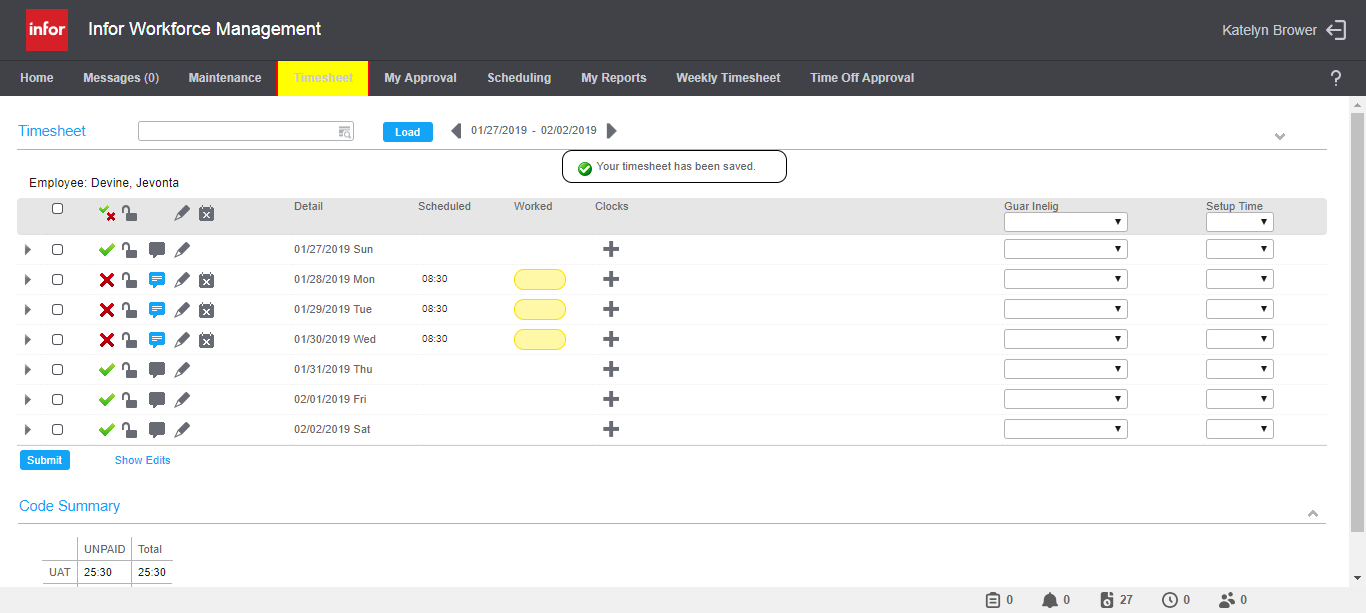 infor Infor Workforce Management Katelyn Brower
Home Messages (0) Maintenance Timesheet My Approval Scheduling My Reports Weekly Timesheet Time Off Approval ?
Timesheet Load 01/27/2019 - 02/02/2019
Your timesheet has been saved.
Employee: Devine, Jevonta
Detail Scheduled Worked Clocks Guar Inelig Setup Time
01/27/2019 Sun
01/28/2019 Mon 08:30
01/29/2019 Tue 08:30
01/30/2019 Wed 08:30
01/31/2019 Thu
02/01/2019 Fri
02/02/2019 Sat
Submit Show Edits
Code Summary
UNPAID Total
UAT 25:30 25:30
0 0 27 0 0